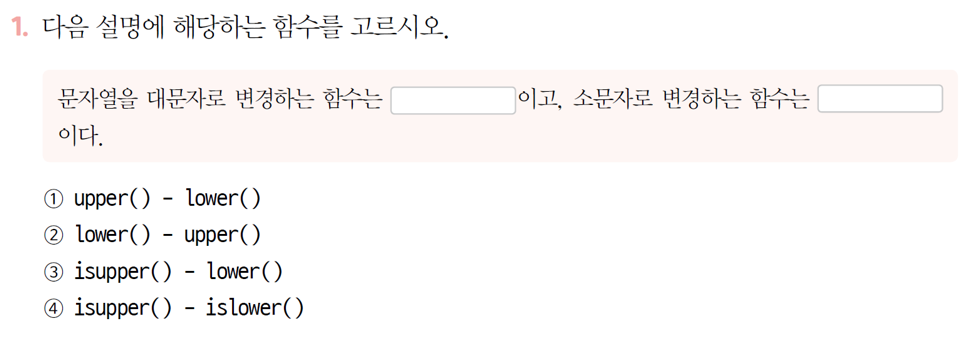 1. 다음 설명에 해당하는 함수를 고르시오.
문자열을 대문자로 변경하는 함수는 이고, 소문자로 변경하는 함수는
이다.
① upper() - lower()
② lower() - upper()
③ isupper() - lower()
④ isupper() - islower()